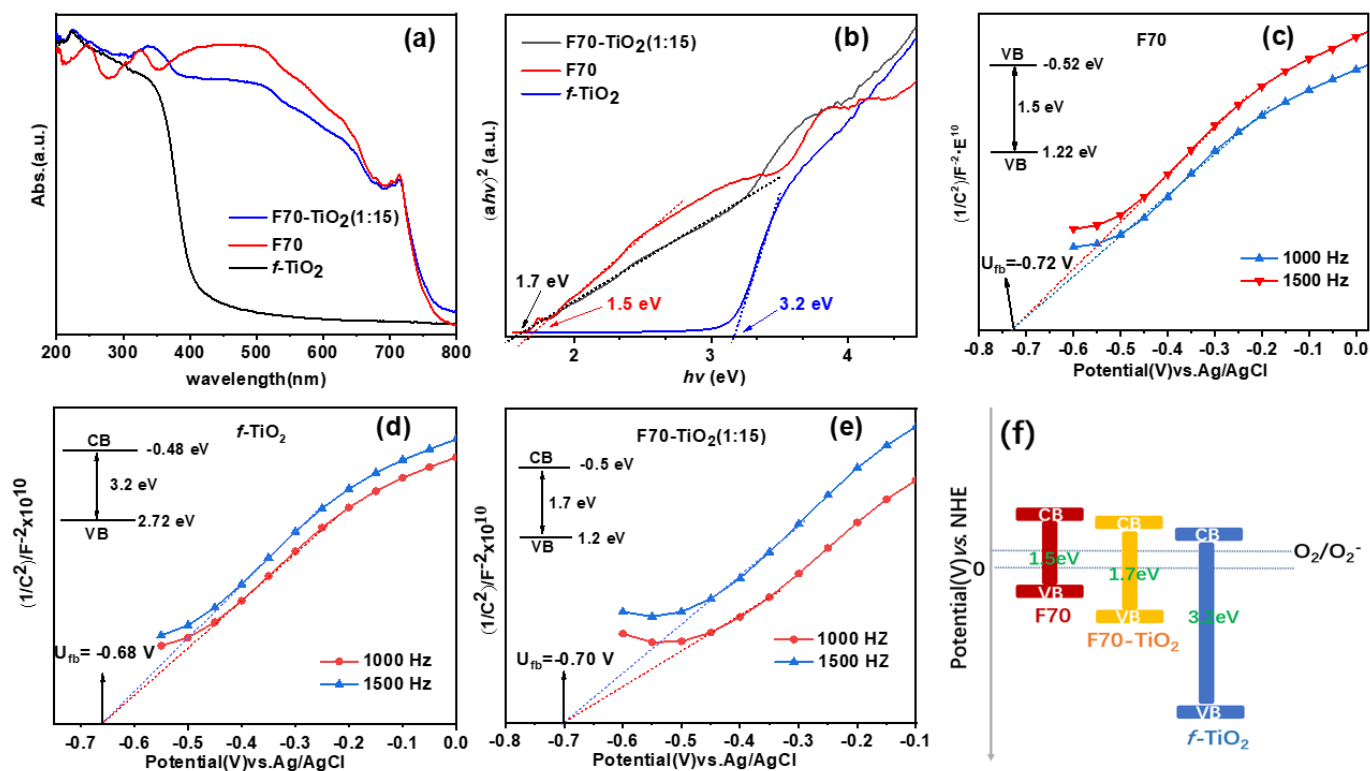 (a)
Abs.(a.u.)
F70-TiO₂(1:15)
F70
f-TiO₂
200 300 400 500 600 700 800
wavelength(nm)
(b)
(ahν)² (a.u.)
F70-TiO₂(1:15)
F70
f-TiO₂
1.7 eV
1.5 eV
3.2 eV
2 3 4
hν (eV)
(c)
F70
(1/C²)/F⁻²·E¹⁰
VB
-0.52 eV
1.5 eV
VB
1.22 eV
Ufb=-0.72 V
1000 Hz
1500 Hz
-0.8 -0.7 -0.6 -0.5 -0.4 -0.3 -0.2 -0.1 0.0
Potential(V)vs.Ag/AgCl
(d)
f-TiO₂
(1/C²)/F⁻²x10¹⁰
CB
-0.48 eV
3.2 eV
VB
2.72 eV
Ufb= -0.68 V
1000 Hz
1500 Hz
-0.7 -0.6 -0.5 -0.4 -0.3 -0.2 -0.1 0.0
Potential(V)vs.Ag/AgCl
(e)
F70-TiO₂(1:15)
(1/C²)/F⁻²x10¹⁰
CB
-0.5 eV
1.7 eV
VB
1.2 eV
Ufb= -0.70 V
1000 HZ
1500 HZ
-0.8 -0.7 -0.6 -0.5 -0.4 -0.3 -0.2 -0.1
Potential(V)vs.Ag/AgCl
(f)
Potential(V) vs. NHE
0
CB
1.5eV
VB
F70
CB
1.7eV
VB
F70-TiO₂
CB
3.2eV
VB
f-TiO₂
O₂/O₂⁻